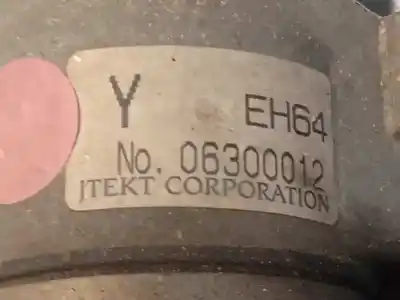 Y EH64
No. 06300012
JTEKT CORPORATION